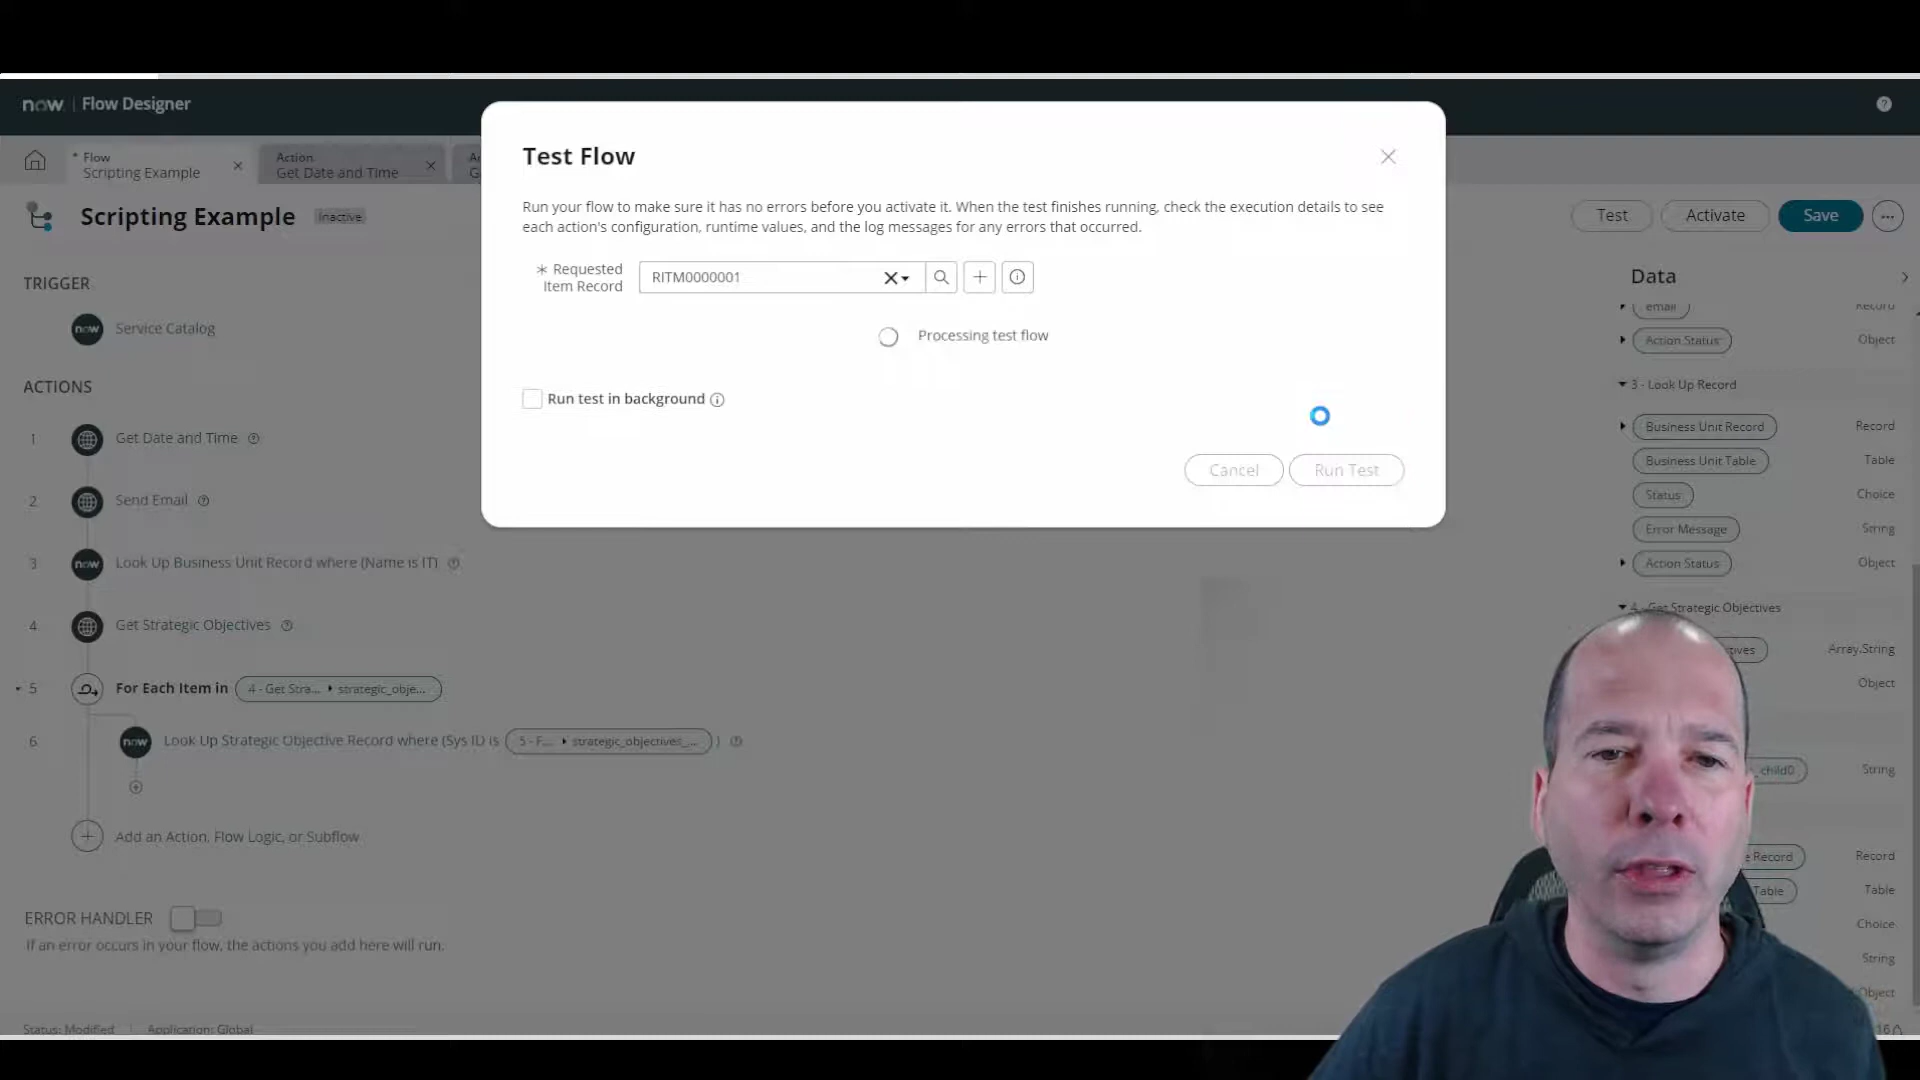 now | Flow Designer
Flow
Scripting Example
Action
Get Date and Time
Scripting Example
Inactive
Test
Activate
Save
TRIGGER
Service Catalog
ACTIONS
1
Get Date and Time
2
Send Email
3
Look Up Business Unit Record where (Name is IT)
4
Get Strategic Objectives
5
For Each Item in
4 - Get Stra...
strategic_obje...
6
Look Up Strategic Objective Record where (Sys ID is
5 - F...
strategic_objectives_...
)
Add an Action, Flow Logic, or Subflow
ERROR HANDLER
If an error occurs in your flow, the actions you add here will run.
Status: Modified | Application: Global
Test Flow
Run your flow to make sure it has no errors before you activate it. When the test finishes running, check the execution details to see
each action's configuration, runtime values, and the log messages for any errors that occurred.
* Requested
Item Record
RITM0000001
Processing test flow
Run test in background
Cancel
Run Test
Data
email
Record
Action Status
Object
3 - Look Up Record
Business Unit Record
Record
Business Unit Table
Table
Status
Choice
Error Message
String
Action Status
Object
4 - Get Strategic Objectives
Array.String
Object
_child0
String
Record
Record
Table
Table
Choice
String
Object